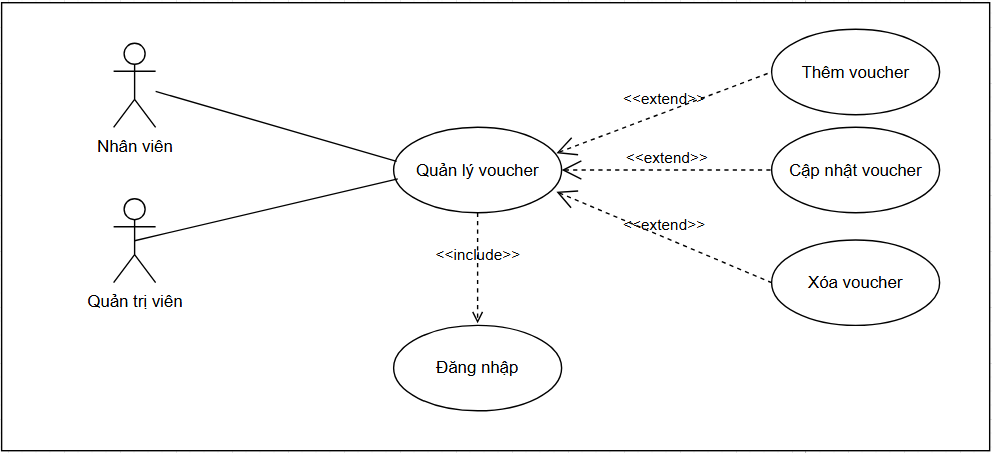 Thêm voucher
<<extend>>
Nhân viên
<<extend>>
Quản lý voucher
Cập nhật voucher
<<extend>>
<<include>>
Xóa voucher
Quản trị viên
Đăng nhập